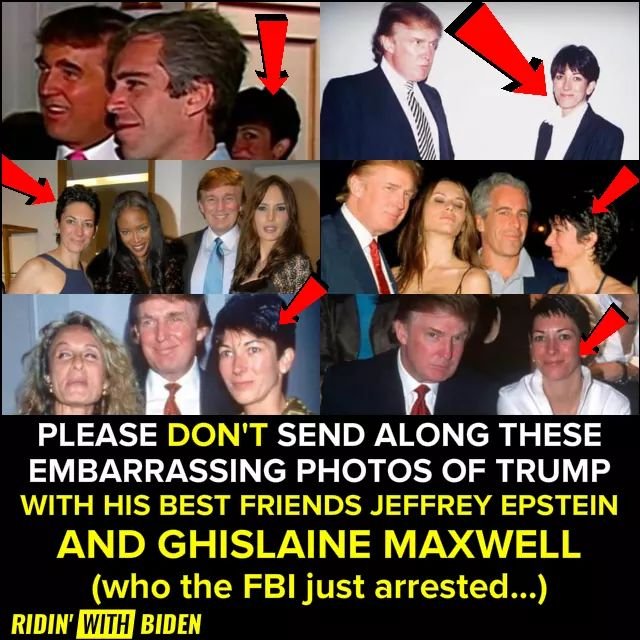 PLEASE DON'T SEND ALONG THESE
EMBARRASSING PHOTOS OF TRUMP
WITH HIS BEST FRIENDS JEFFREY EPSTEIN
AND GHISLAINE MAXWELL
(who the FBI just arrested...)
RIDIN' WITH BIDEN